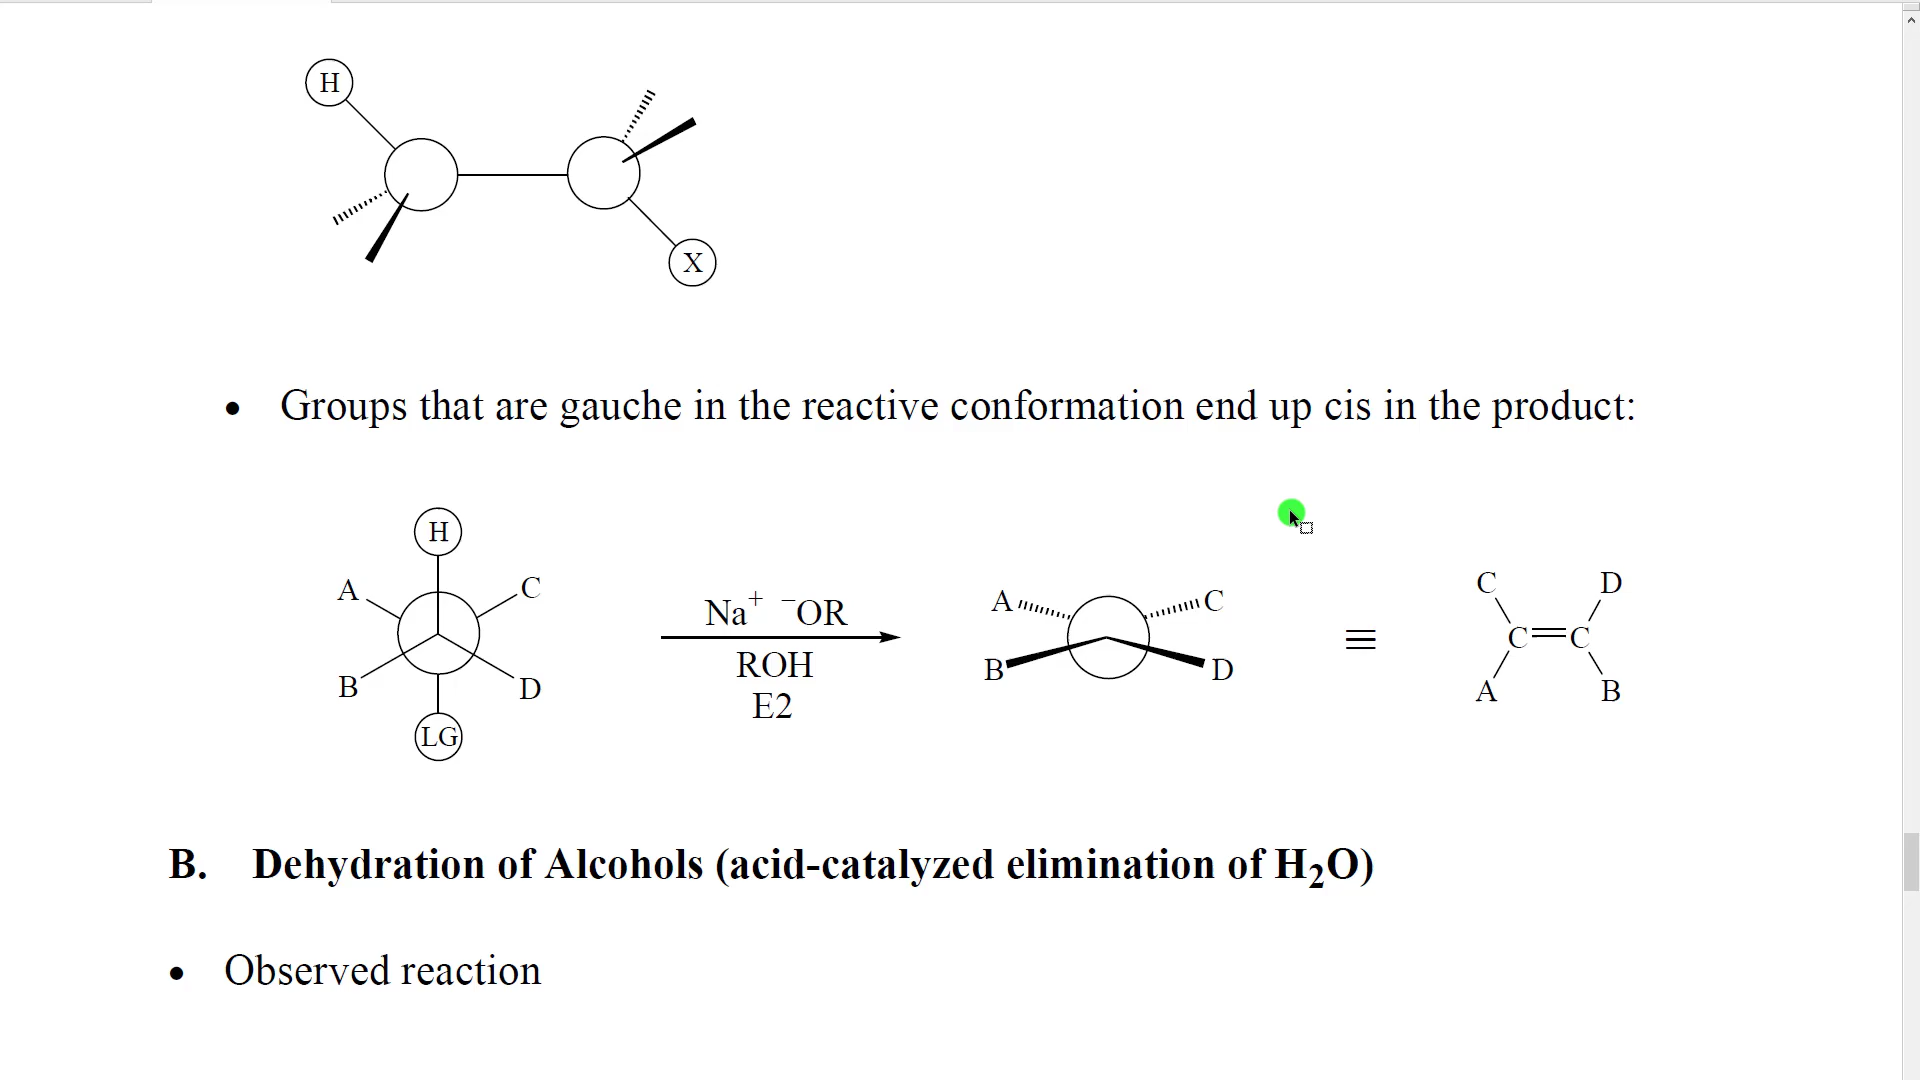 H
X
• Groups that are gauche in the reactive conformation end up cis in the product:
H
A C
B D
LG
Na+ −OR
ROH
E2
A C
B D
≡
C D
C=C
A B
B. Dehydration of Alcohols (acid-catalyzed elimination of H₂O)
• Observed reaction